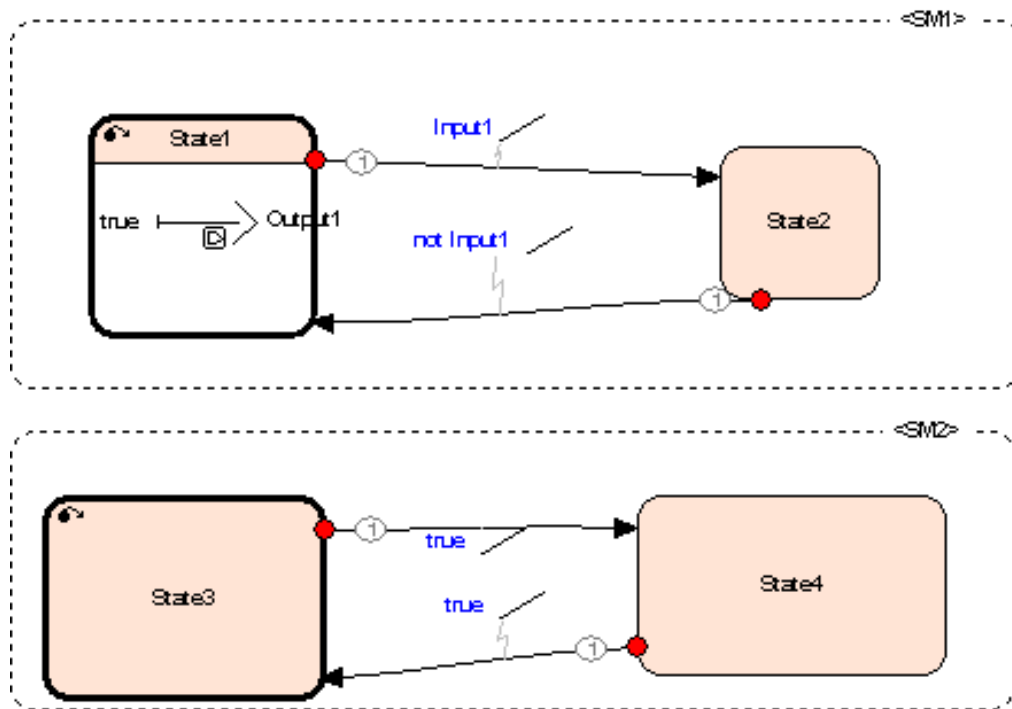 <SM1>
Input1
State1
1
true
Output1
State2
not Input1
1
<SM2>
1
true
State4
State3
true
1